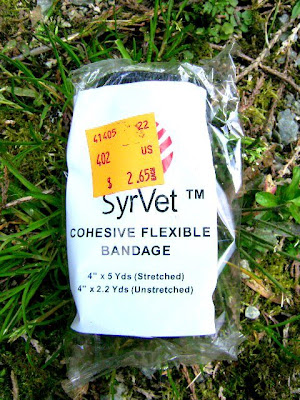 41405 22
402 US
$ 2.65
SyrVet ™
COHESIVE FLEXIBLE
BANDAGE
4" x 5 Yds (Stretched)
4" x 2.2 Yds (Unstretched)